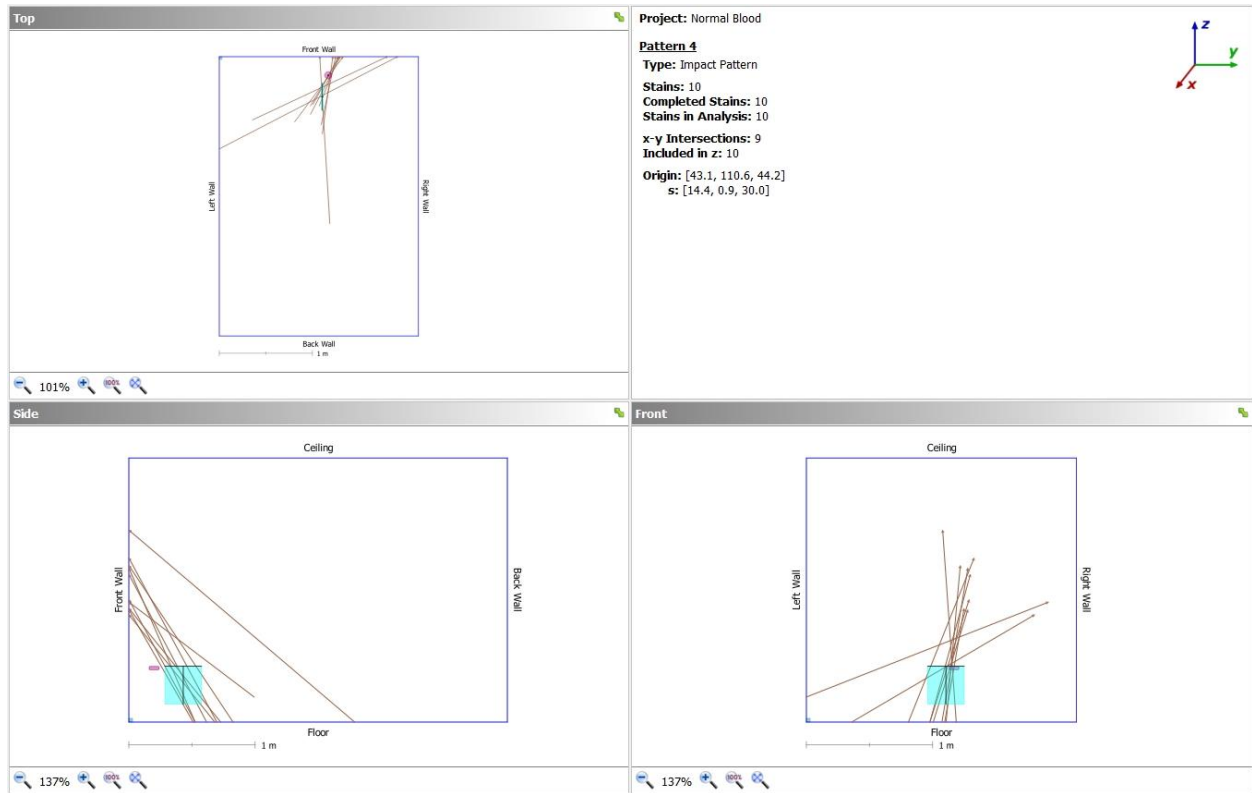 Top
Front Wall
Left Wall
Right Wall
Back Wall
1 m
101%
100%
Project: Normal Blood
Pattern 4
Type: Impact Pattern
Stains: 10
Completed Stains: 10
Stains in Analysis: 10
x-y Intersections: 9
Included in z: 10
Origin: [43.1, 110.6, 44.2]
s: [14.4, 0.9, 30.0]
z
y
x
Side
Ceiling
Front Wall
Back Wall
Floor
1 m
137%
100%
Front
Ceiling
Left Wall
Right Wall
Floor
1 m
137%
100%